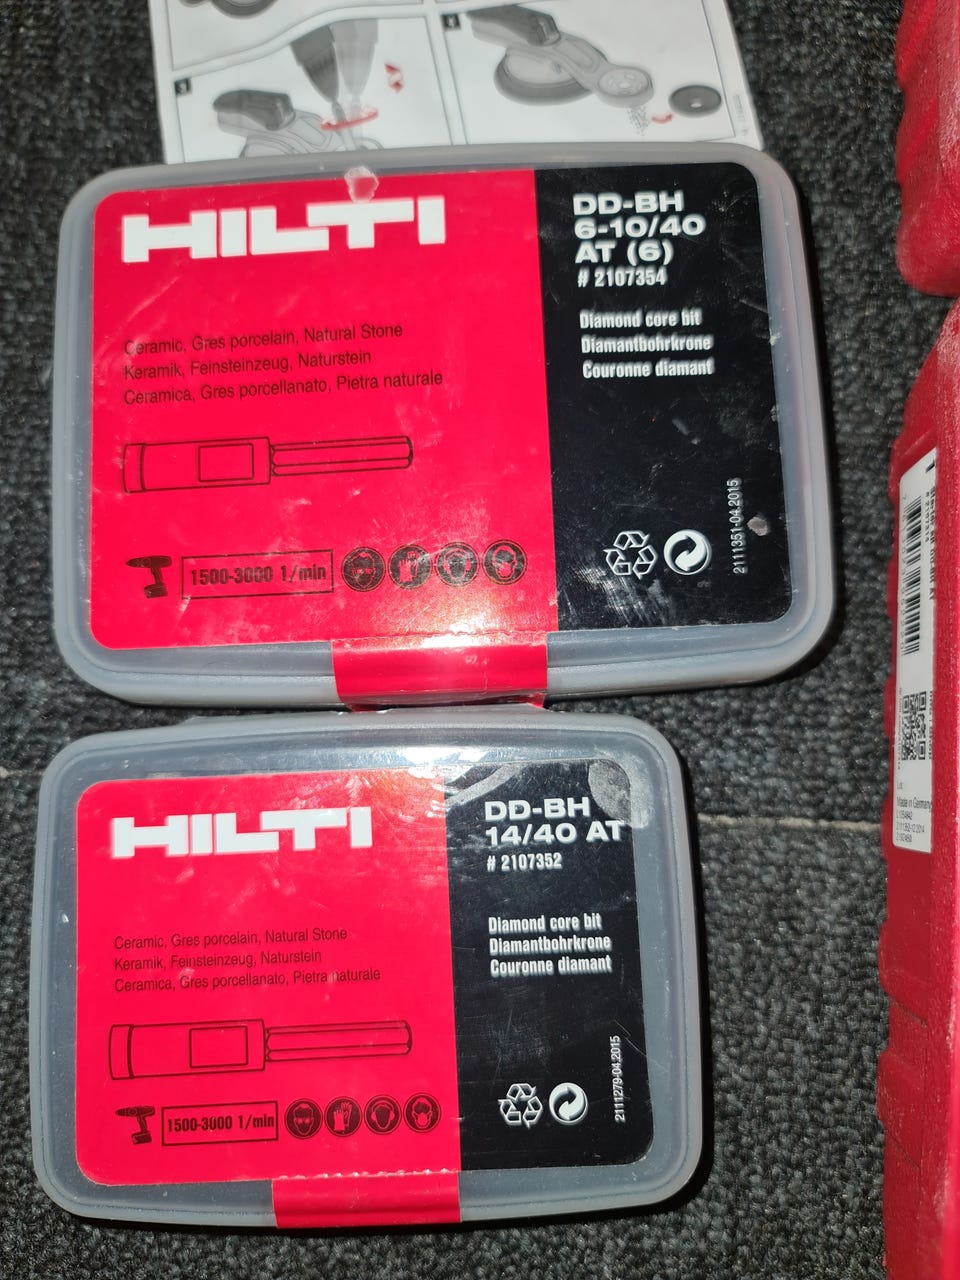 HILTI
DD-BH
6-10/40
AT (6)
# 2107354
Diamond core bit
Diamantbohrkrone
Couronne diamant
Ceramic, Gres porcelain, Natural Stone
Keramik, Feinsteinzeug, Naturstein
Ceramica, Gres porcellanato, Pietra naturale
1500-3000 1/min
2111351-04.2015
HILTI
DD-BH
14/40 AT
# 2107352
Diamond core bit
Diamantbohrkrone
Couronne diamant
Ceramic, Gres porcelain, Natural Stone
Keramik, Feinsteinzeug, Naturstein
Ceramica, Gres porcellanato, Pietra naturale
1500-3000 1/min
2111279-04.2015
Made in German